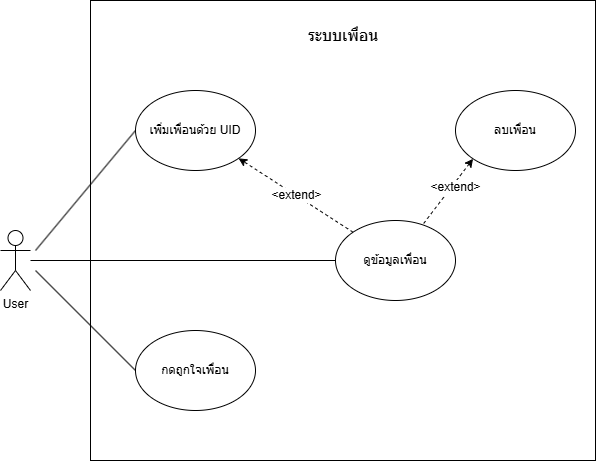 ระบบเพื่อน
เพิ่มเพื่อนด้วย UID
ลบเพื่อน
<extend>
<extend>
ดูข้อมูลเพื่อน
User
กดถูกใจเพื่อน